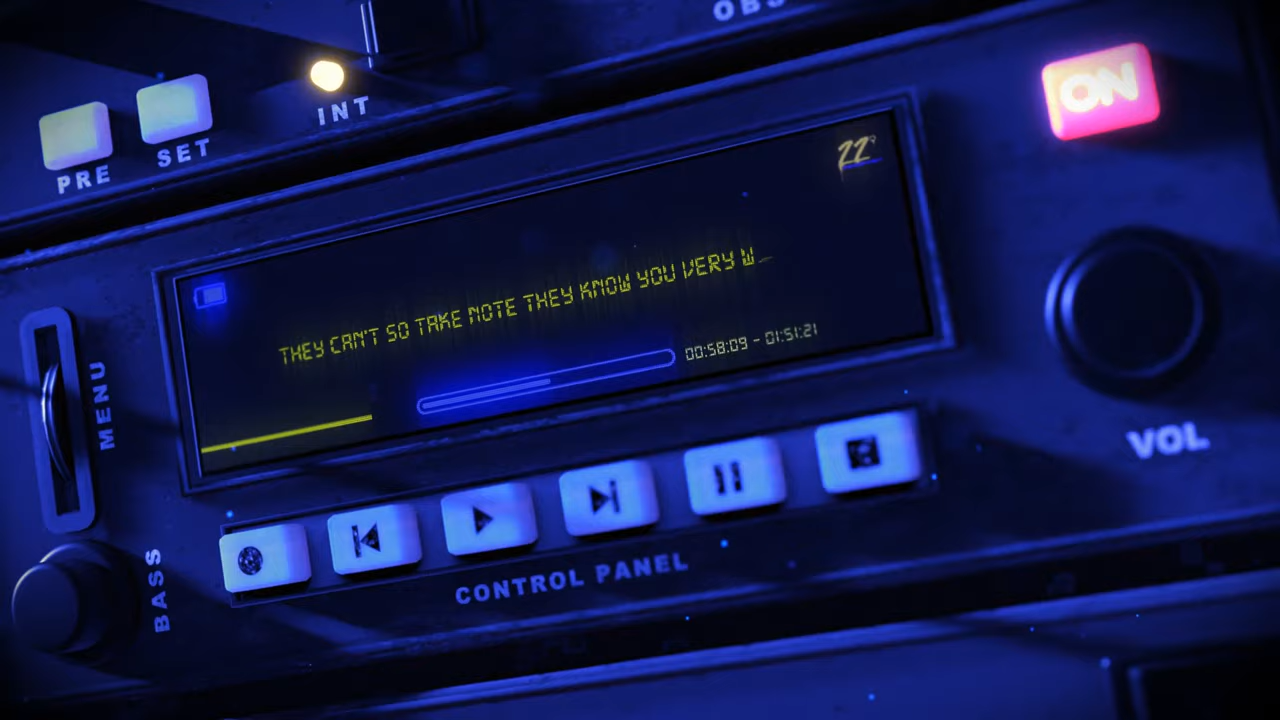 OBS
INT
PRE
SET
ON
22°
THEY CAN'T SO TAKE NOTE THEY KNOW YOU VERY W_
00:58:09 - 01:51:21
MENU
VOL
BASS
CONTROL PANEL